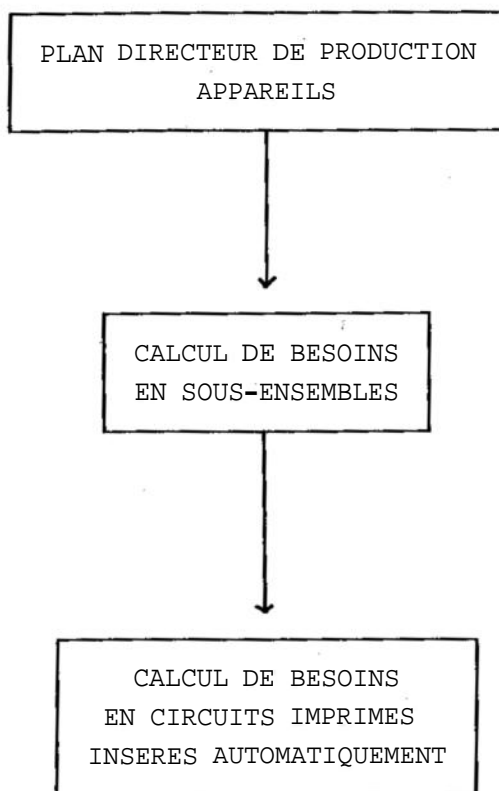 PLAN DIRECTEUR DE PRODUCTION
APPAREILS
CALCUL DE BESOINS
EN SOUS-ENSEMBLES
CALCUL DE BESOINS
EN CIRCUITS IMPRIMES
INSERES AUTOMATIQUEMENT